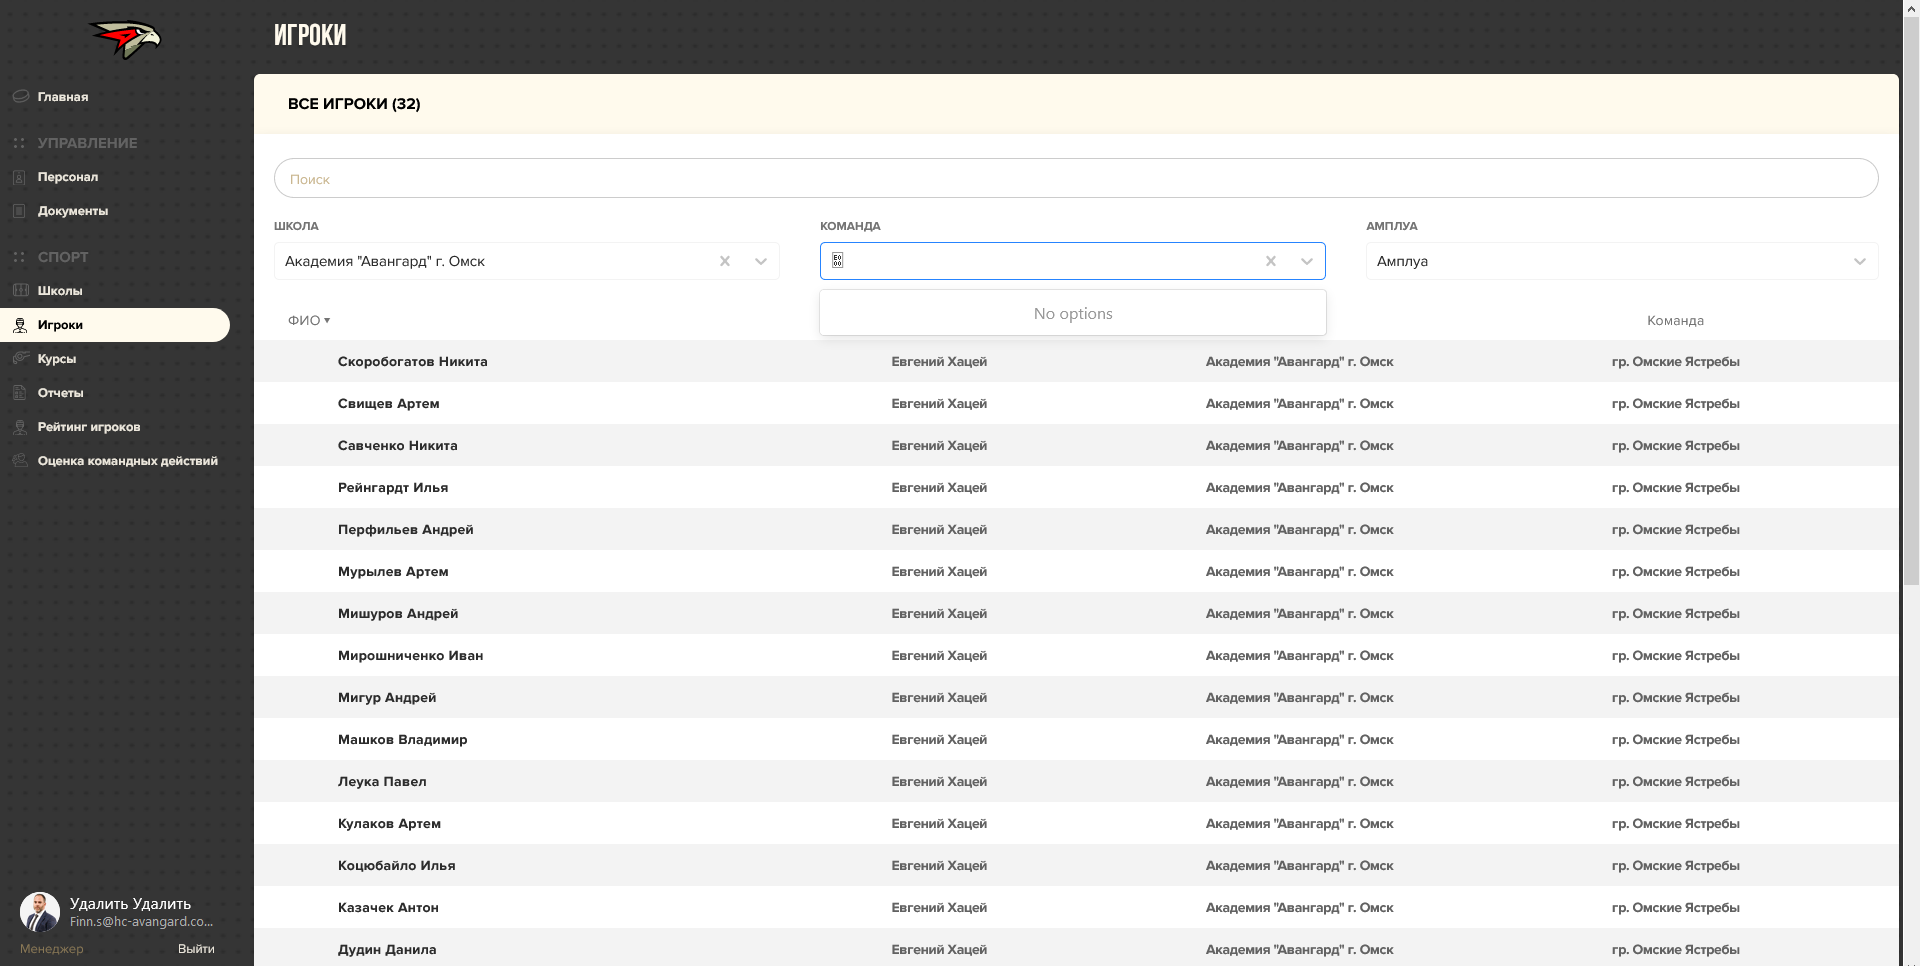 ИГРОКИ
Главная
УПРАВЛЕНИЕ
Персонал
Документы
СПОРТ
Школы
Игроки
Курсы
Отчеты
Рейтинг игроков
Оценка командных действий
Удалить Удалить
Finn.s@hc-avangard.co...
Менеджер Выйти
ВСЕ ИГРОКИ (32)
Поиск
ШКОЛА КОМАНДА АМПЛУА
Академия "Авангард" г. Омск Амплуа
No options
ФИО Команда
Скоробогатов Никита Евгений Хацей Академия "Авангард" г. Омск гр. Омские Ястребы
Свищев Артем Евгений Хацей Академия "Авангард" г. Омск гр. Омские Ястребы
Савченко Никита Евгений Хацей Академия "Авангард" г. Омск гр. Омские Ястребы
Рейнгардт Илья Евгений Хацей Академия "Авангард" г. Омск гр. Омские Ястребы
Перфильев Андрей Евгений Хацей Академия "Авангард" г. Омск гр. Омские Ястребы
Мурылев Артем Евгений Хацей Академия "Авангард" г. Омск гр. Омские Ястребы
Мишуров Андрей Евгений Хацей Академия "Авангард" г. Омск гр. Омские Ястребы
Мирошниченко Иван Евгений Хацей Академия "Авангард" г. Омск гр. Омские Ястребы
Мигур Андрей Евгений Хацей Академия "Авангард" г. Омск гр. Омские Ястребы
Машков Владимир Евгений Хацей Академия "Авангард" г. Омск гр. Омские Ястребы
Леука Павел Евгений Хацей Академия "Авангард" г. Омск гр. Омские Ястребы
Кулаков Артем Евгений Хацей Академия "Авангард" г. Омск гр. Омские Ястребы
Коцюбайло Илья Евгений Хацей Академия "Авангард" г. Омск гр. Омские Ястребы
Казачек Антон Евгений Хацей Академия "Авангард" г. Омск гр. Омские Ястребы
Дудин Данила Евгений Хацей Академия "Авангард" г. Омск гр. Омские Ястребы